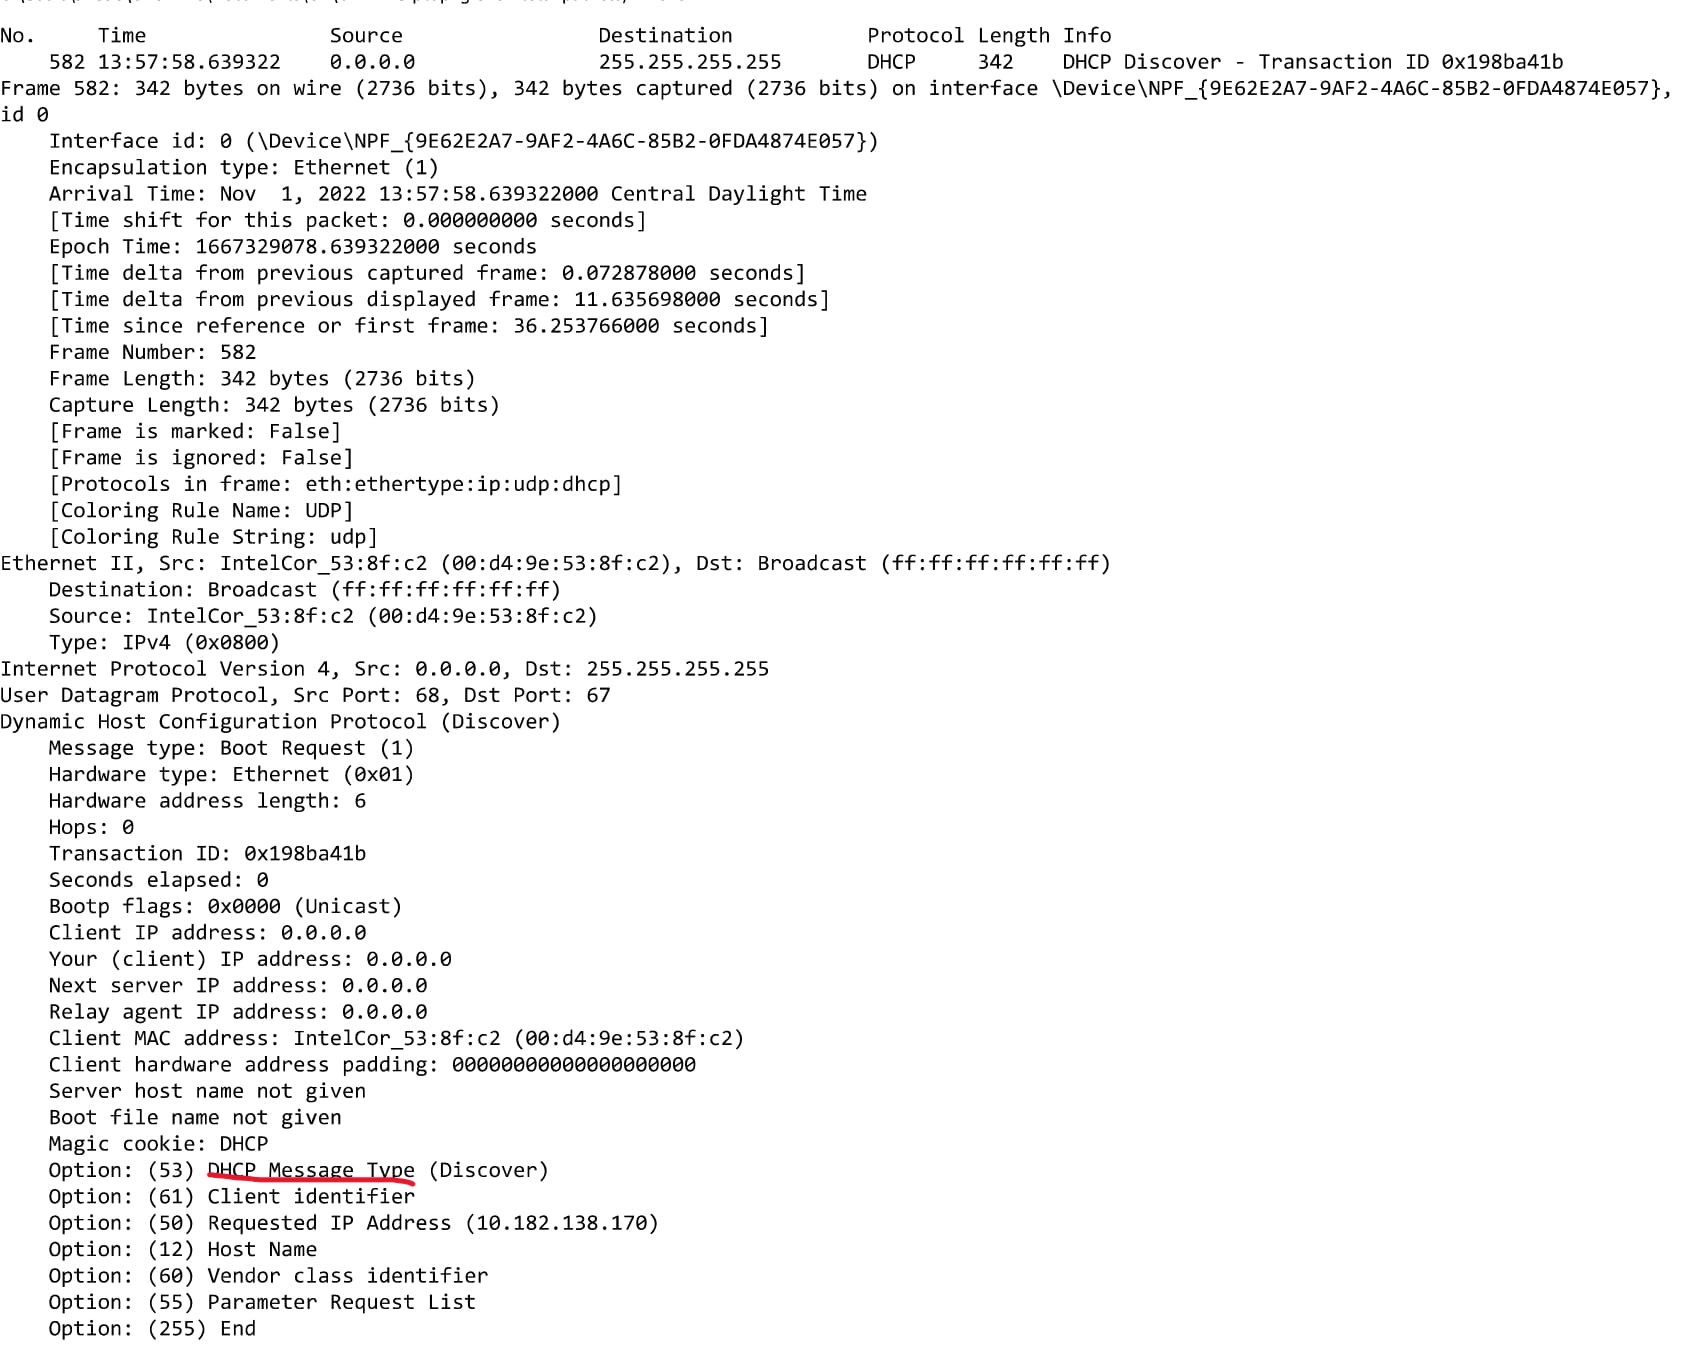 No. Time Source Destination Protocol Length Info
582 13:57:58.639322 0.0.0.0 255.255.255.255 DHCP 342 DHCP Discover - Transaction ID 0x198ba41b
Frame 582: 342 bytes on wire (2736 bits), 342 bytes captured (2736 bits) on interface \Device\NPF_{9E62E2A7-9AF2-4A6C-85B2-0FDA4874E057},
id 0
Interface id: 0 (\Device\NPF_{9E62E2A7-9AF2-4A6C-85B2-0FDA4874E057})
Encapsulation type: Ethernet (1)
Arrival Time: Nov  1, 2022 13:57:58.639322000 Central Daylight Time
[Time shift for this packet: 0.000000000 seconds]
Epoch Time: 1667329078.639322000 seconds
[Time delta from previous captured frame: 0.072878000 seconds]
[Time delta from previous displayed frame: 11.635698000 seconds]
[Time since reference or first frame: 36.253766000 seconds]
Frame Number: 582
Frame Length: 342 bytes (2736 bits)
Capture Length: 342 bytes (2736 bits)
[Frame is marked: False]
[Frame is ignored: False]
[Protocols in frame: eth:ethertype:ip:udp:dhcp]
[Coloring Rule Name: UDP]
[Coloring Rule String: udp]
Ethernet II, Src: IntelCor_53:8f:c2 (00:d4:9e:53:8f:c2), Dst: Broadcast (ff:ff:ff:ff:ff:ff)
Destination: Broadcast (ff:ff:ff:ff:ff:ff)
Source: IntelCor_53:8f:c2 (00:d4:9e:53:8f:c2)
Type: IPv4 (0x0800)
Internet Protocol Version 4, Src: 0.0.0.0, Dst: 255.255.255.255
User Datagram Protocol, Src Port: 68, Dst Port: 67
Dynamic Host Configuration Protocol (Discover)
Message type: Boot Request (1)
Hardware type: Ethernet (0x01)
Hardware address length: 6
Hops: 0
Transaction ID: 0x198ba41b
Seconds elapsed: 0
Bootp flags: 0x0000 (Unicast)
Client IP address: 0.0.0.0
Your (client) IP address: 0.0.0.0
Next server IP address: 0.0.0.0
Relay agent IP address: 0.0.0.0
Client MAC address: IntelCor_53:8f:c2 (00:d4:9e:53:8f:c2)
Client hardware address padding: 00000000000000000000
Server host name not given
Boot file name not given
Magic cookie: DHCP
Option: (53) DHCP Message Type (Discover)
Option: (61) Client identifier
Option: (50) Requested IP Address (10.182.138.170)
Option: (12) Host Name
Option: (60) Vendor class identifier
Option: (55) Parameter Request List
Option: (255) End